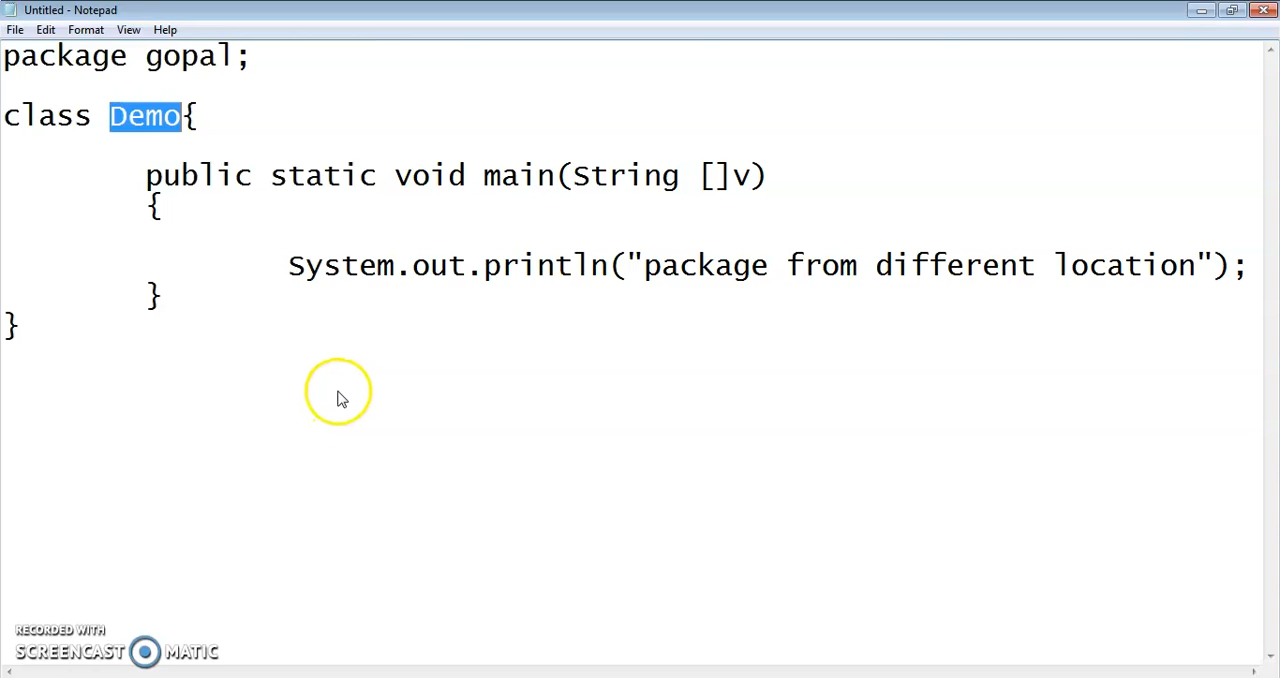 Untitled - Notepad
File Edit Format View Help
package gopal;
class Demo{
public static void main(String []v)
{
System.out.println("package from different location");
}
}
RECORDED WITH
SCREENCAST MATIC